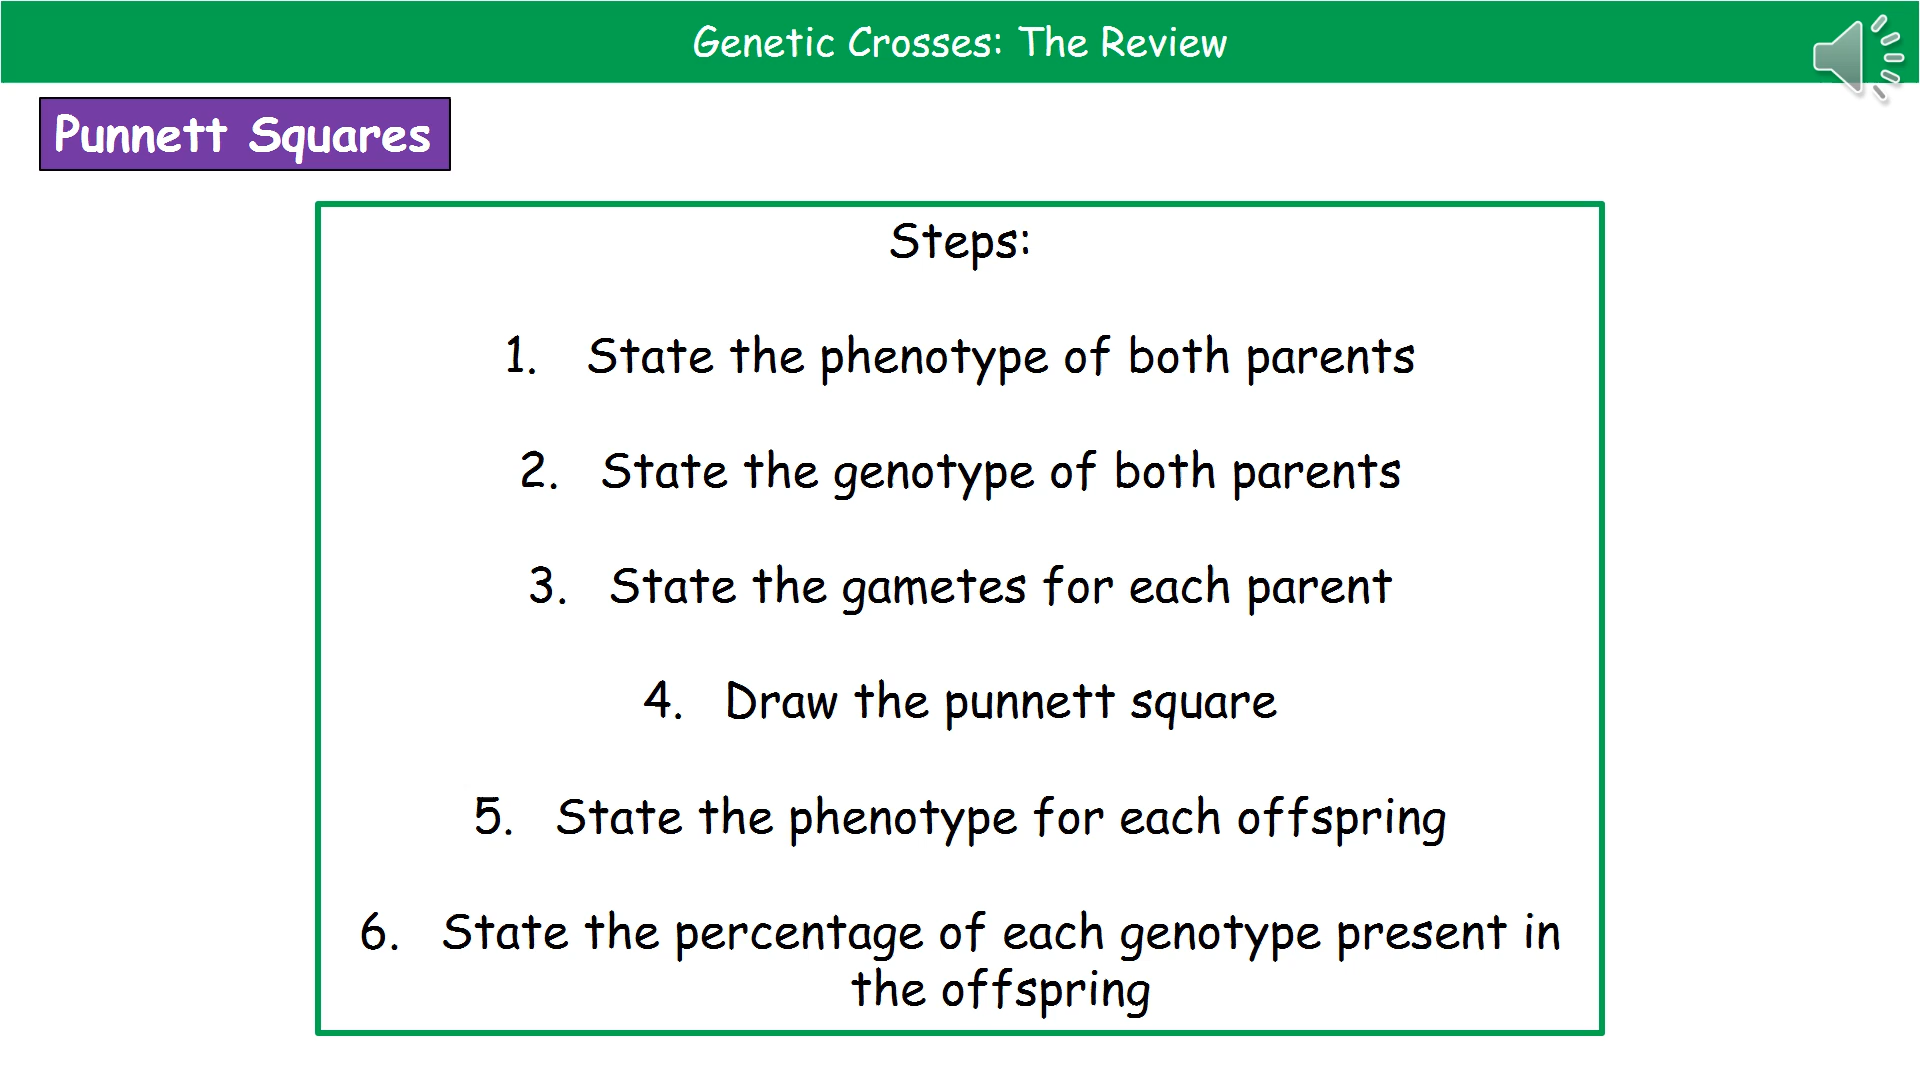 Genetic Crosses: The Review
Punnett Squares
Steps:
1. State the phenotype of both parents
2. State the genotype of both parents
3. State the gametes for each parent
4. Draw the punnett square
5. State the phenotype for each offspring
6. State the percentage of each genotype present in
the offspring